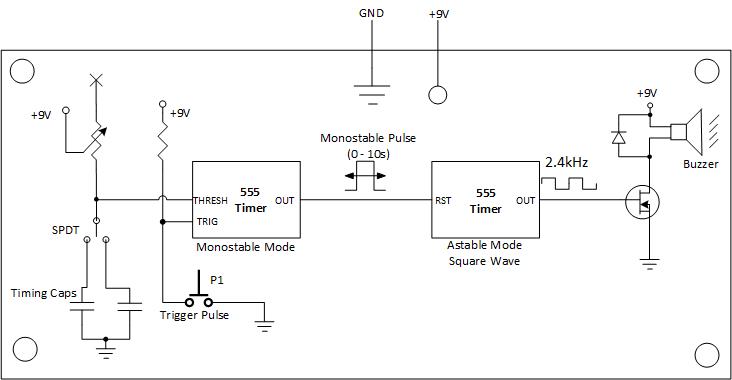 GND
+9V
+9V
+9V
+9V
Monostable Pulse
(0 - 10s)
2.4kHz
Buzzer
THRESH
555
Timer
OUT
TRIG
Monostable Mode
RST
555
Timer
OUT
Astable Mode
Square Wave
SPDT
Timing Caps
P1
Trigger Pulse